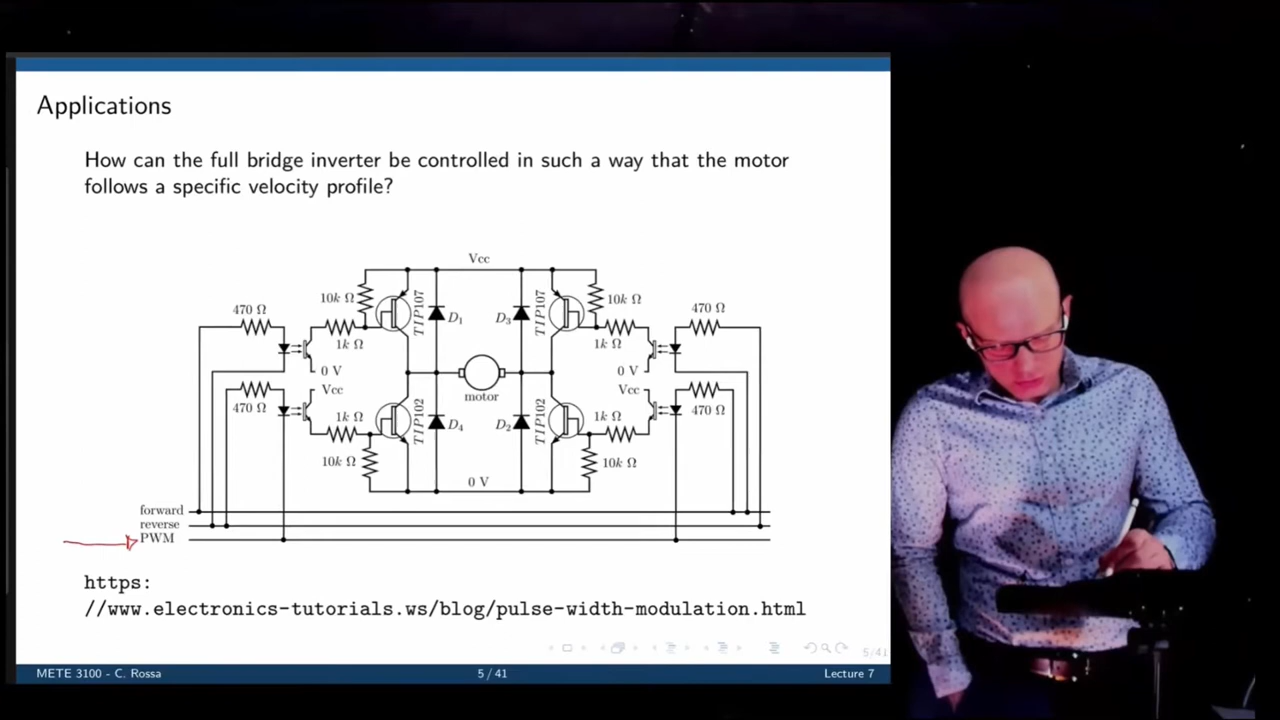 Applications
How can the full bridge inverter be controlled in such a way that the motor
follows a specific velocity profile?
Vcc
470 Ω
10k Ω
TIP107
D1
D3
TIP107
10k Ω
470 Ω
1k Ω
1k Ω
0 V
0 V
Vcc
motor
Vcc
470 Ω
1k Ω
TIP102
D4
D2
TIP102
1k Ω
470 Ω
10k Ω
10k Ω
0 V
forward
reverse
PWM
https:
//www.electronics-tutorials.ws/blog/pulse-width-modulation.html
5/41
METE 3100 - C. Rossa
5 / 41
Lecture 7